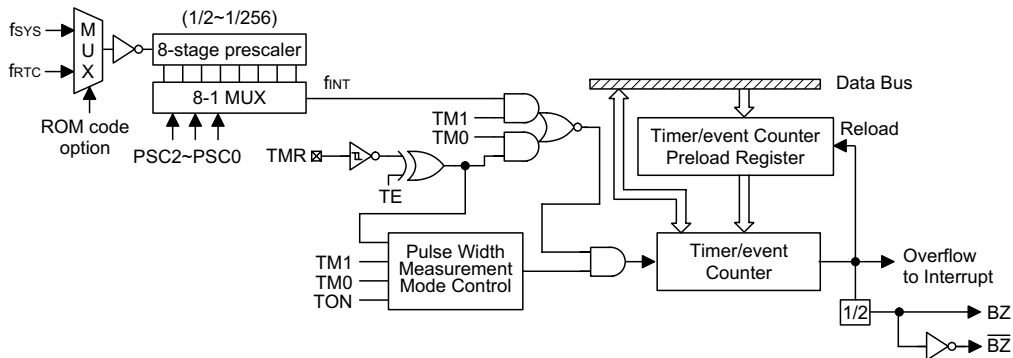 (1/2~1/256)
fSYS
M
U
X
8-stage prescaler
fRTC
8-1 MUX
fINT
ROM code
option
PSC2~PSC0
TM1
TM0
TMR
TE
Data Bus
Timer/event Counter
Preload Register
Reload
TM1
TM0
TON
Pulse Width
Measurement
Mode Control
Timer/event
Counter
Overflow
to Interrupt
1/2
BZ
B̅Z̅